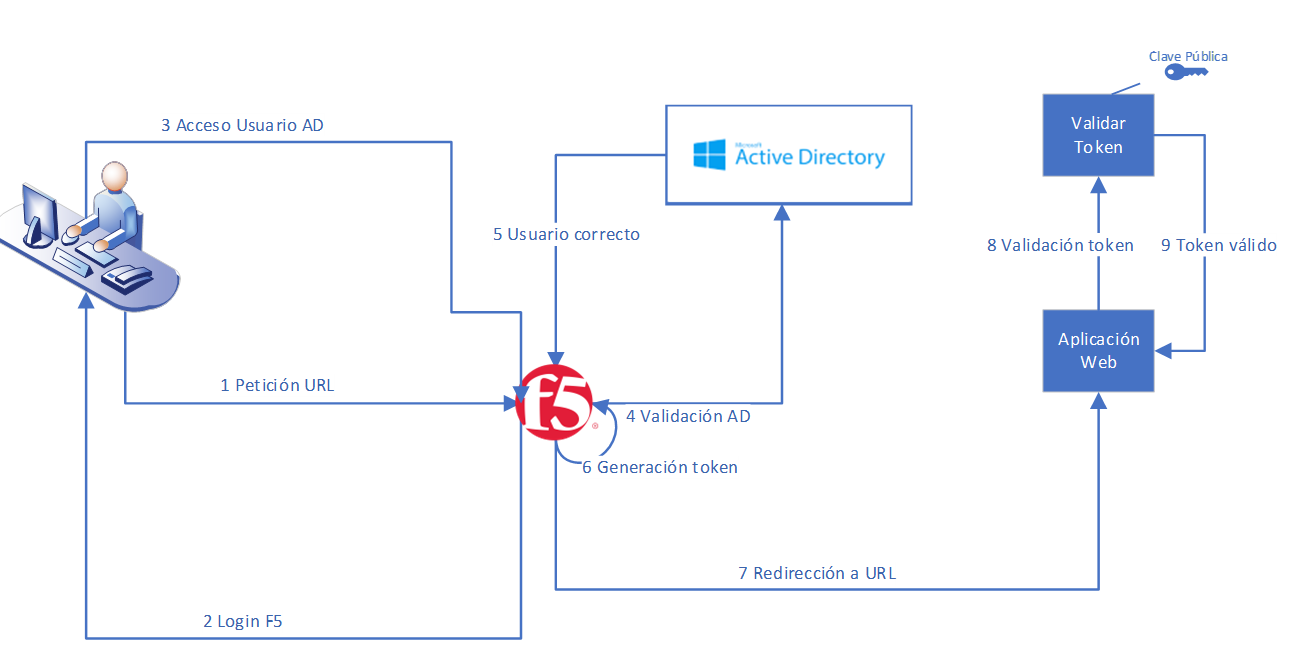 Clave Pública
3 Acceso Usuario AD
Validar
Token
Microsoft
Active Directory
5 Usuario correcto
8 Validación token
9 Token válido
Aplicación
Web
1 Petición URL
f5
®
4 Validación AD
6 Generación token
7 Redirección a URL
2 Login F5